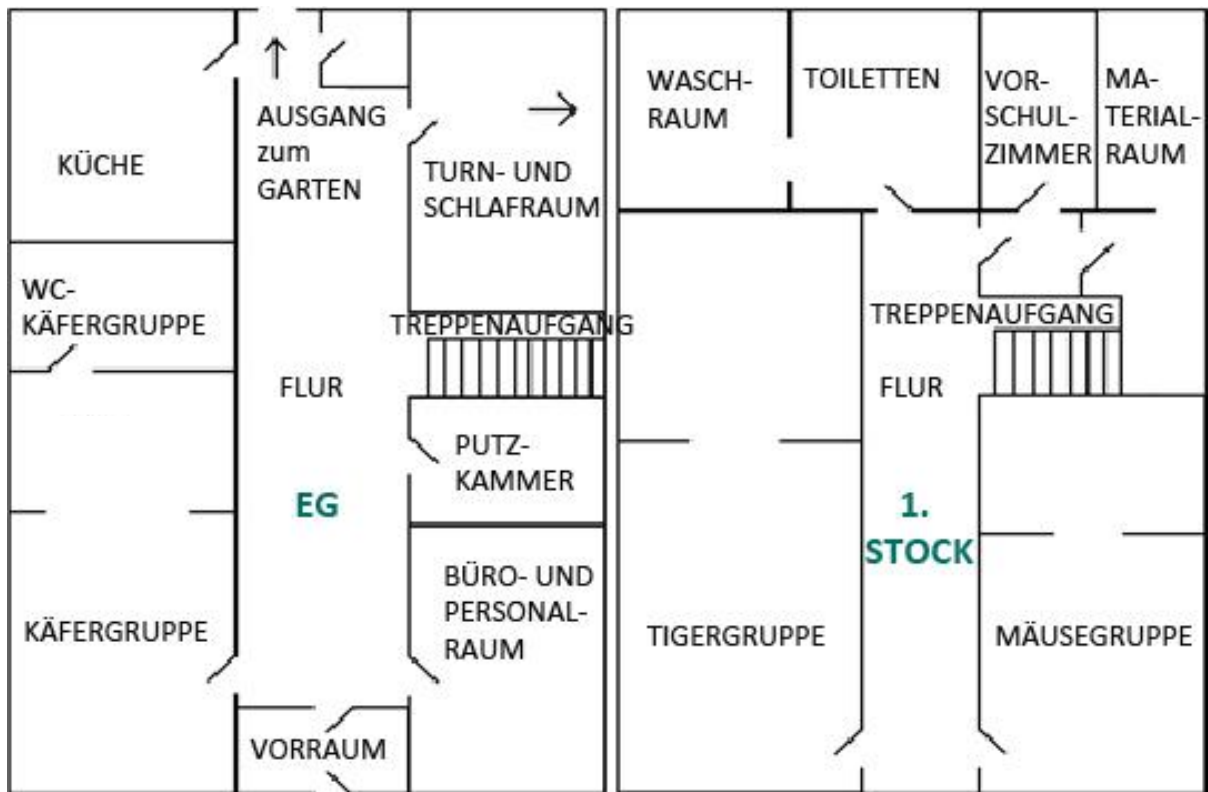 KÜCHE
AUSGANG
zum
GARTEN
TURN- UND
SCHLAFRAUM
WC-
KÄFERGRUPPE
TREPPENAUFGANG
FLUR
PUTZ-
KAMMER
EG
BÜRO- UND
PERSONAL-
RAUM
KÄFERGRUPPE
VORRAUM
WASCH-
RAUM
TOILETTEN
VOR-
SCHUL-
ZIMMER
MA-
TERIAL-
RAUM
TREPPENAUFGANG
FLUR
1.
STOCK
TIGERGRUPPE
MÄUSEGRUPPE